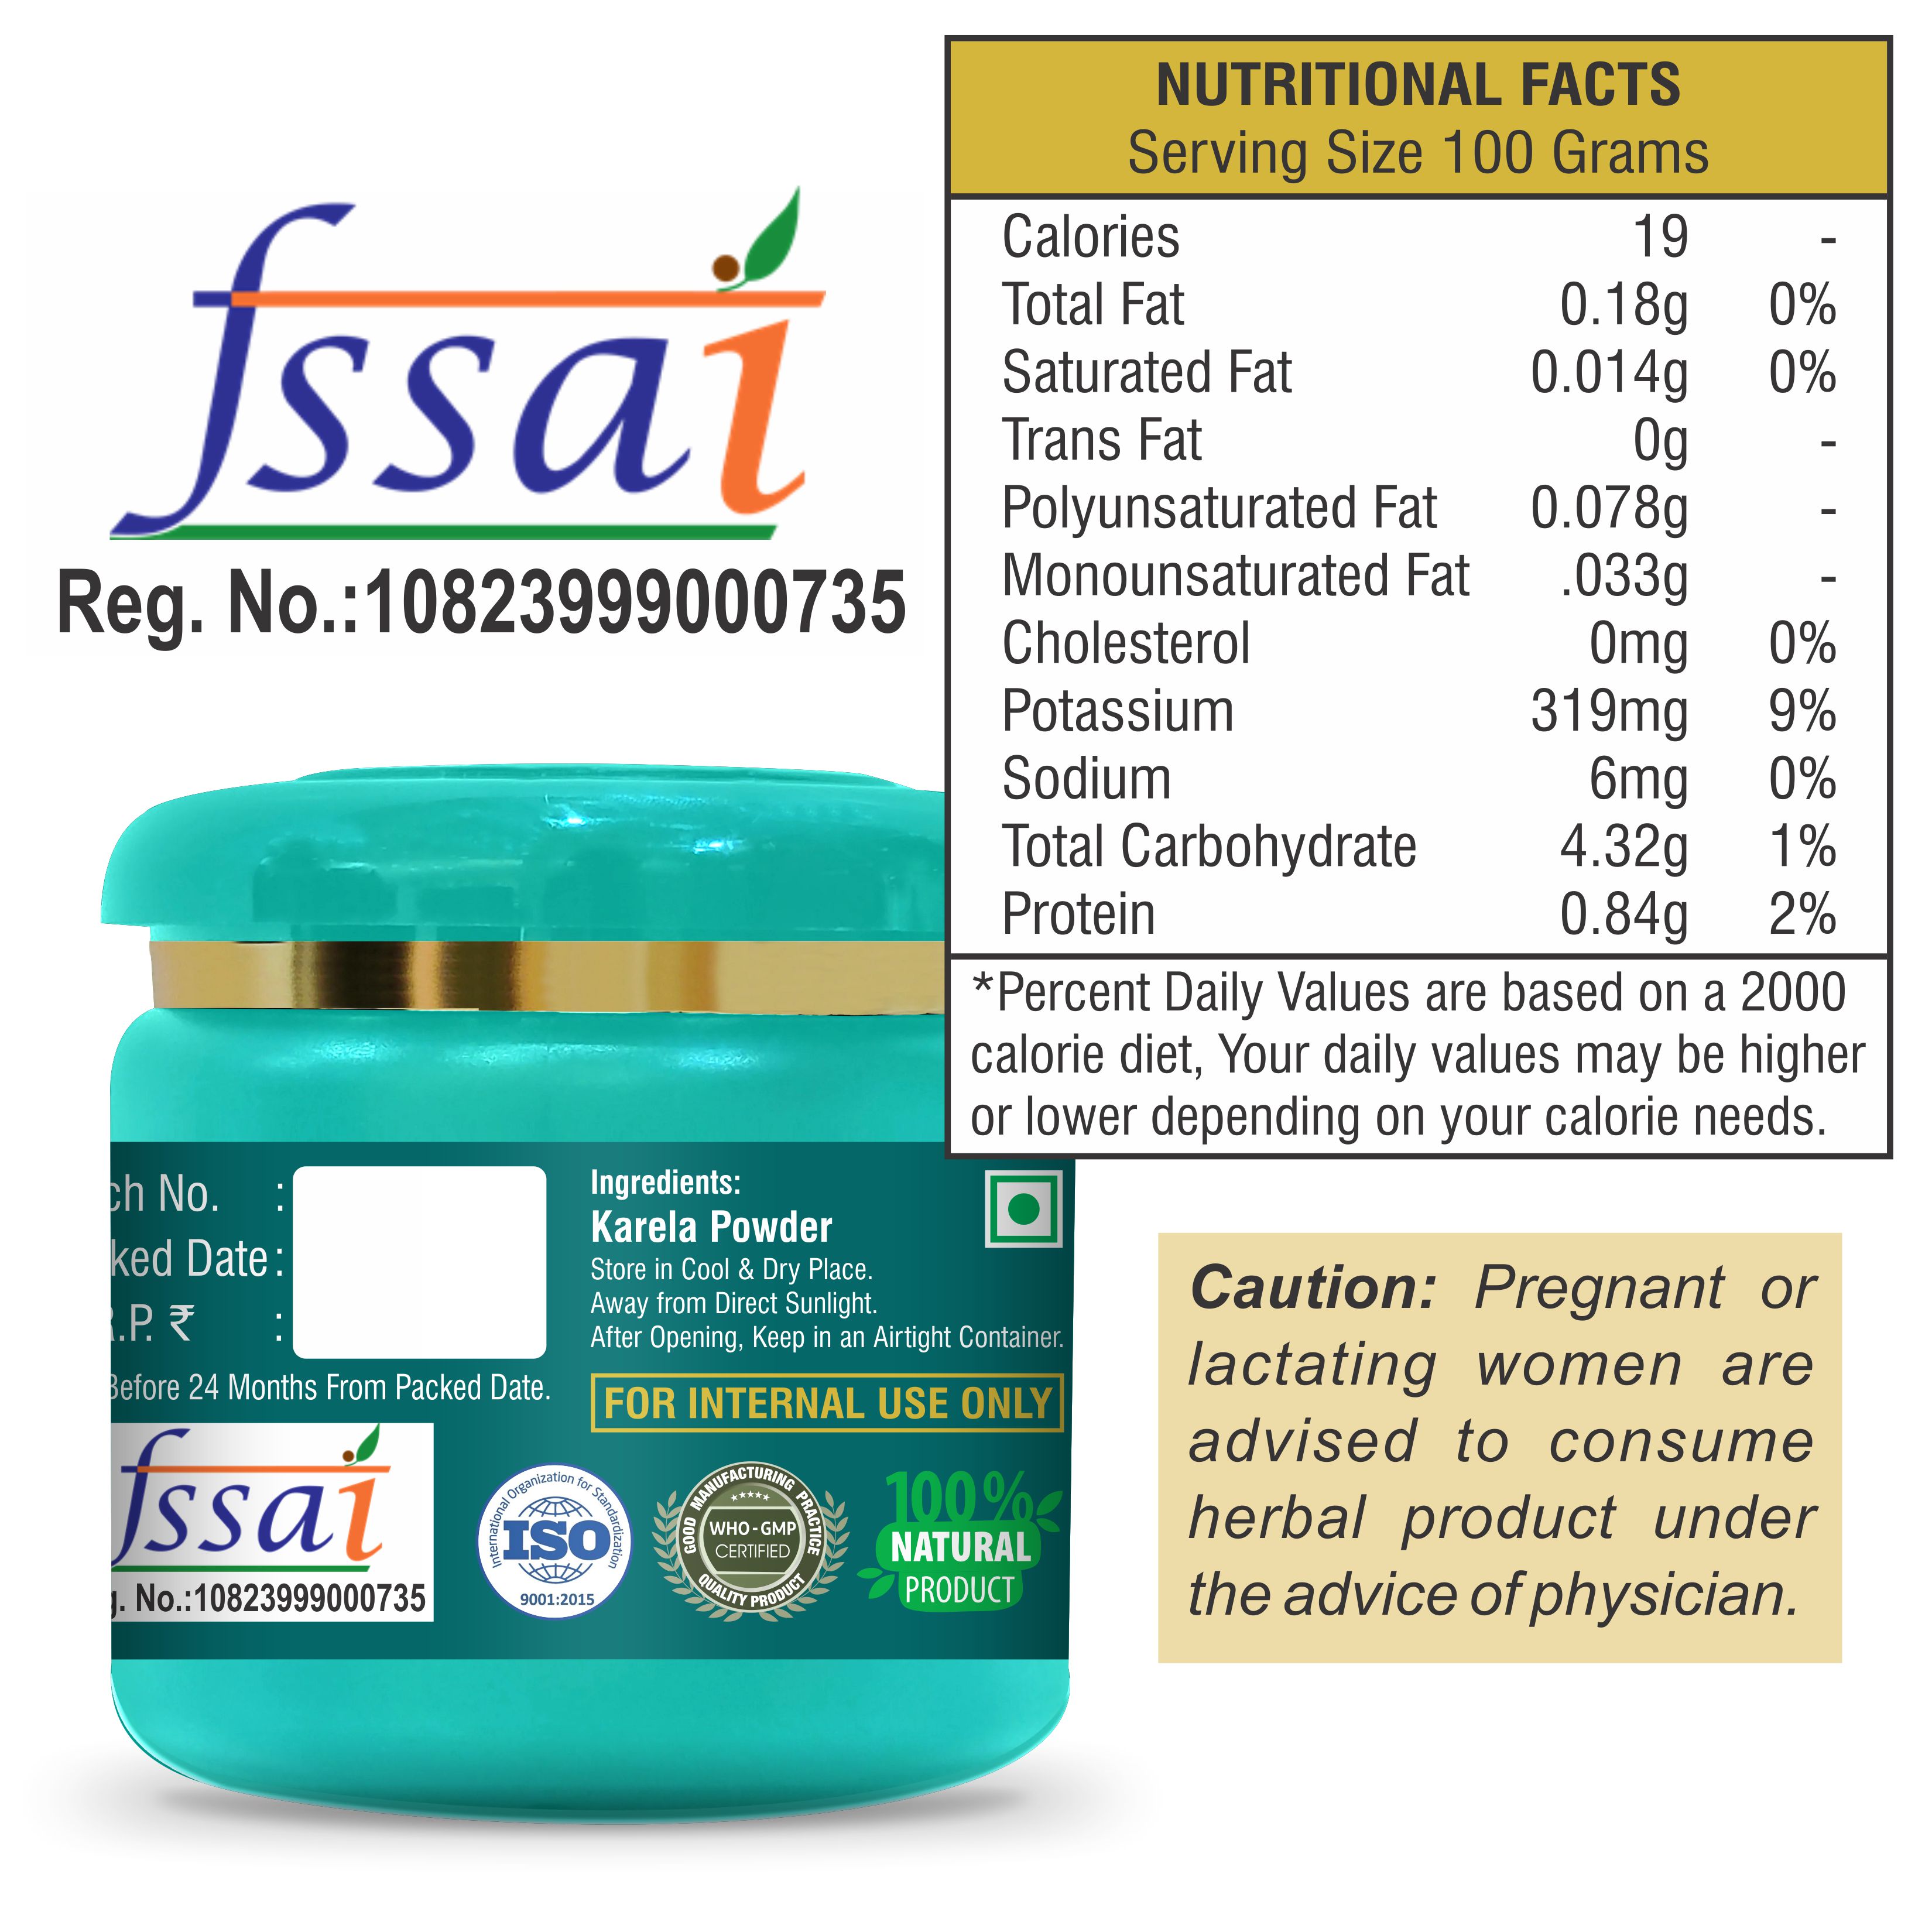 fssai
Reg. No.:10823999000735
NUTRITIONAL FACTS
Serving Size 100 Grams
Calories 19 -
Total Fat 0.18g 0%
Saturated Fat 0.014g 0%
Trans Fat 0g -
Polyunsaturated Fat 0.078g -
Monounsaturated Fat .033g -
Cholesterol 0mg 0%
Potassium 319mg 9%
Sodium 6mg 0%
Total Carbohydrate 4.32g 1%
Protein 0.84g 2%
*Percent Daily Values are based on a 2000
calorie diet, Your daily values may be higher
or lower depending on your calorie needs.
ch No. :
ked Date :
.P. ₹ :
Before 24 Months From Packed Date.
fssai
. No.:10823999000735
Ingredients:
Karela Powder
Store in Cool & Dry Place.
Away from Direct Sunlight.
After Opening, Keep in an Airtight Container.
FOR INTERNAL USE ONLY
International Organization for Standardization
ISO
9001:2015
GOOD MANUFACTURING PRACTICE
WHO-GMP
CERTIFIED
QUALITY PRODUCT
100%
NATURAL
PRODUCT
Caution: Pregnant or
lactating women are
advised to consume
herbal product under
the advice of physician.